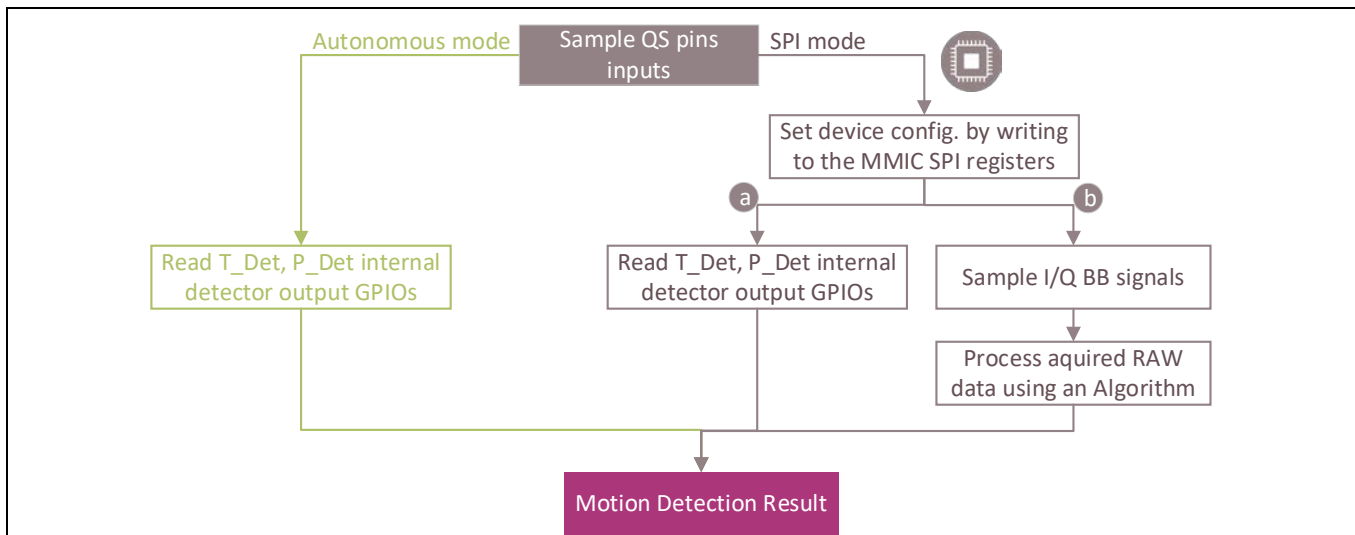 Autonomous mode
Sample QS pins
inputs
SPI mode
Set device config. by writing
to the MMIC SPI registers
a
b
Read T_Det, P_Det internal
detector output GPIOs
Read T_Det, P_Det internal
detector output GPIOs
Sample I/Q BB signals
Process aquired RAW
data using an Algorithm
Motion Detection Result